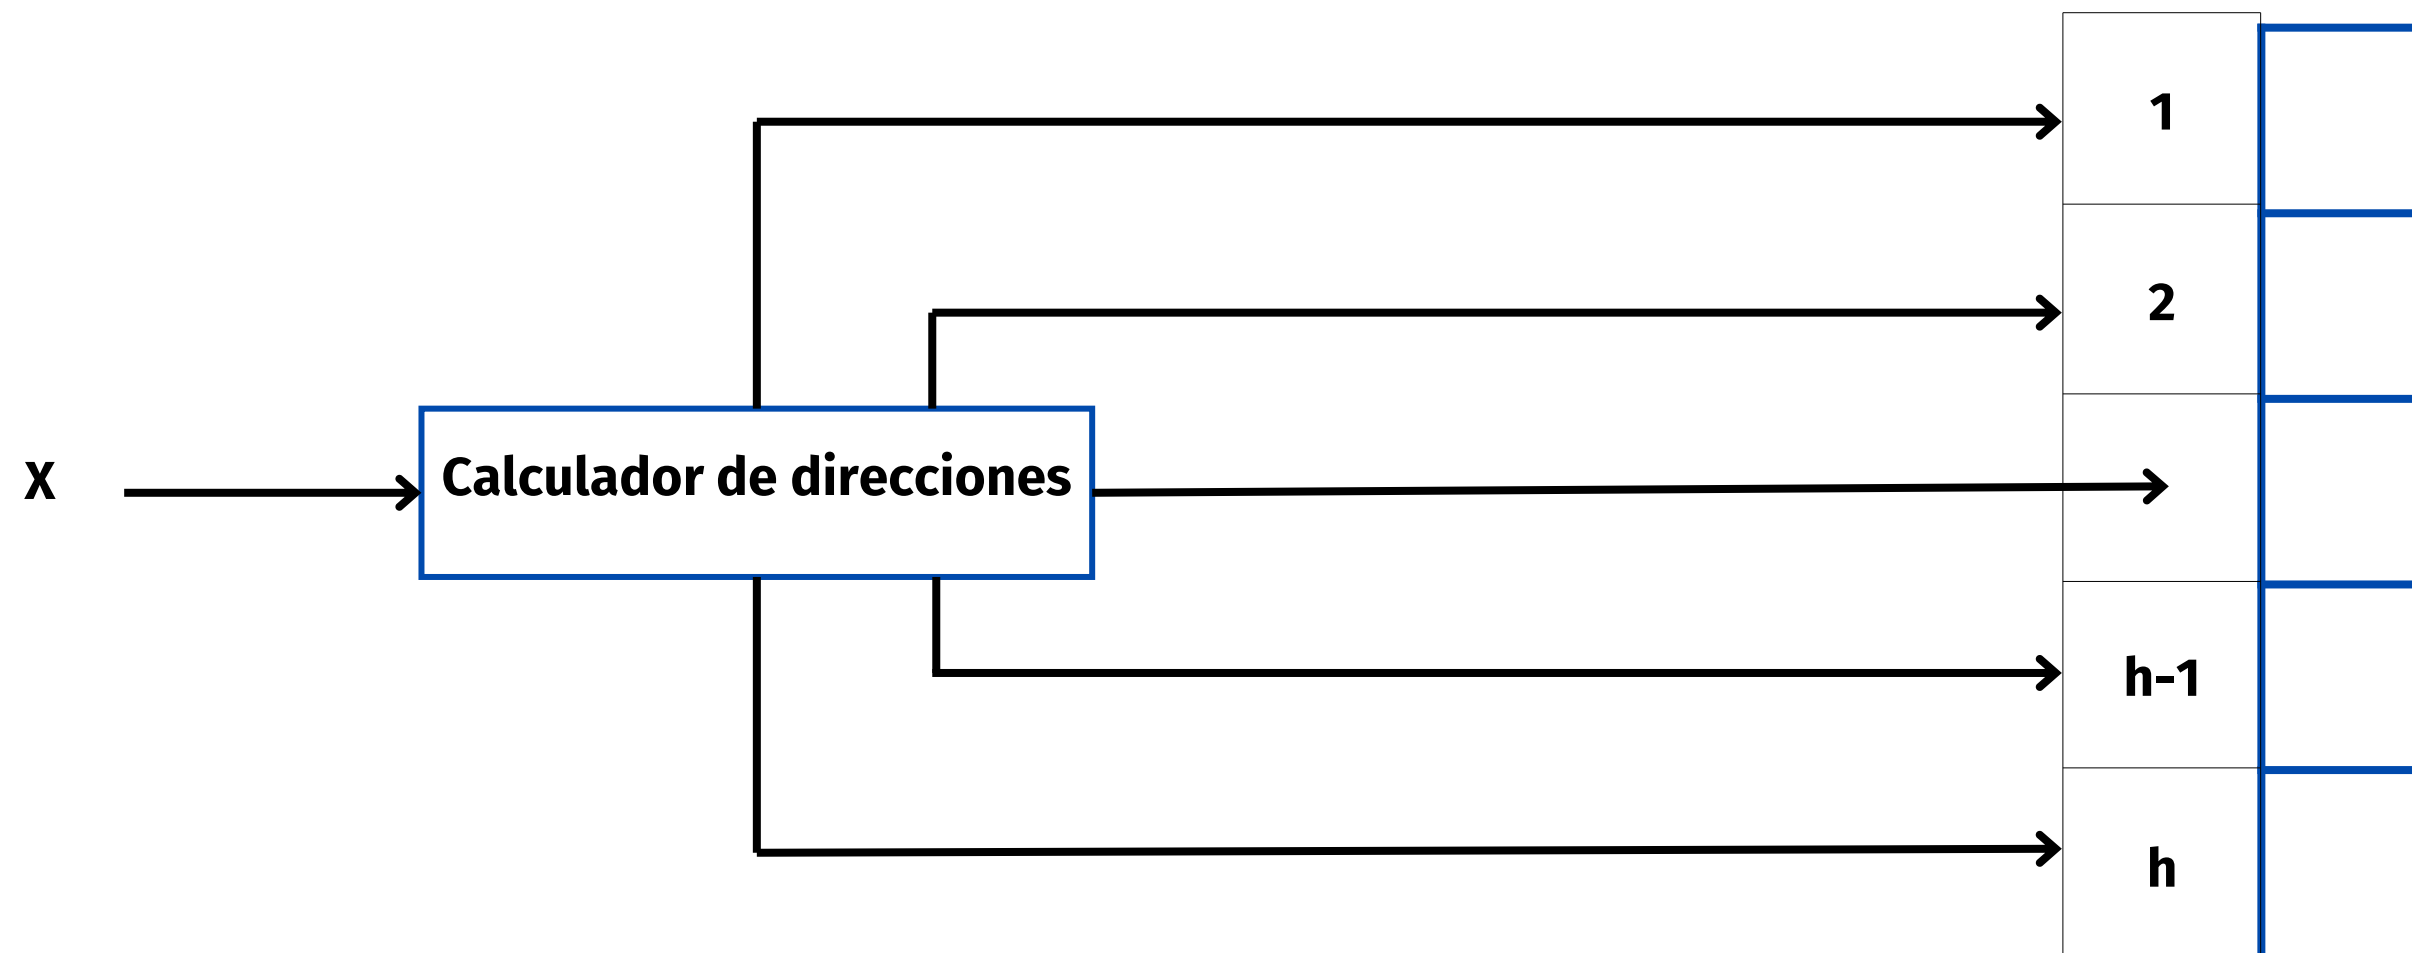 1
2
X
Calculador de direcciones
h-1
h